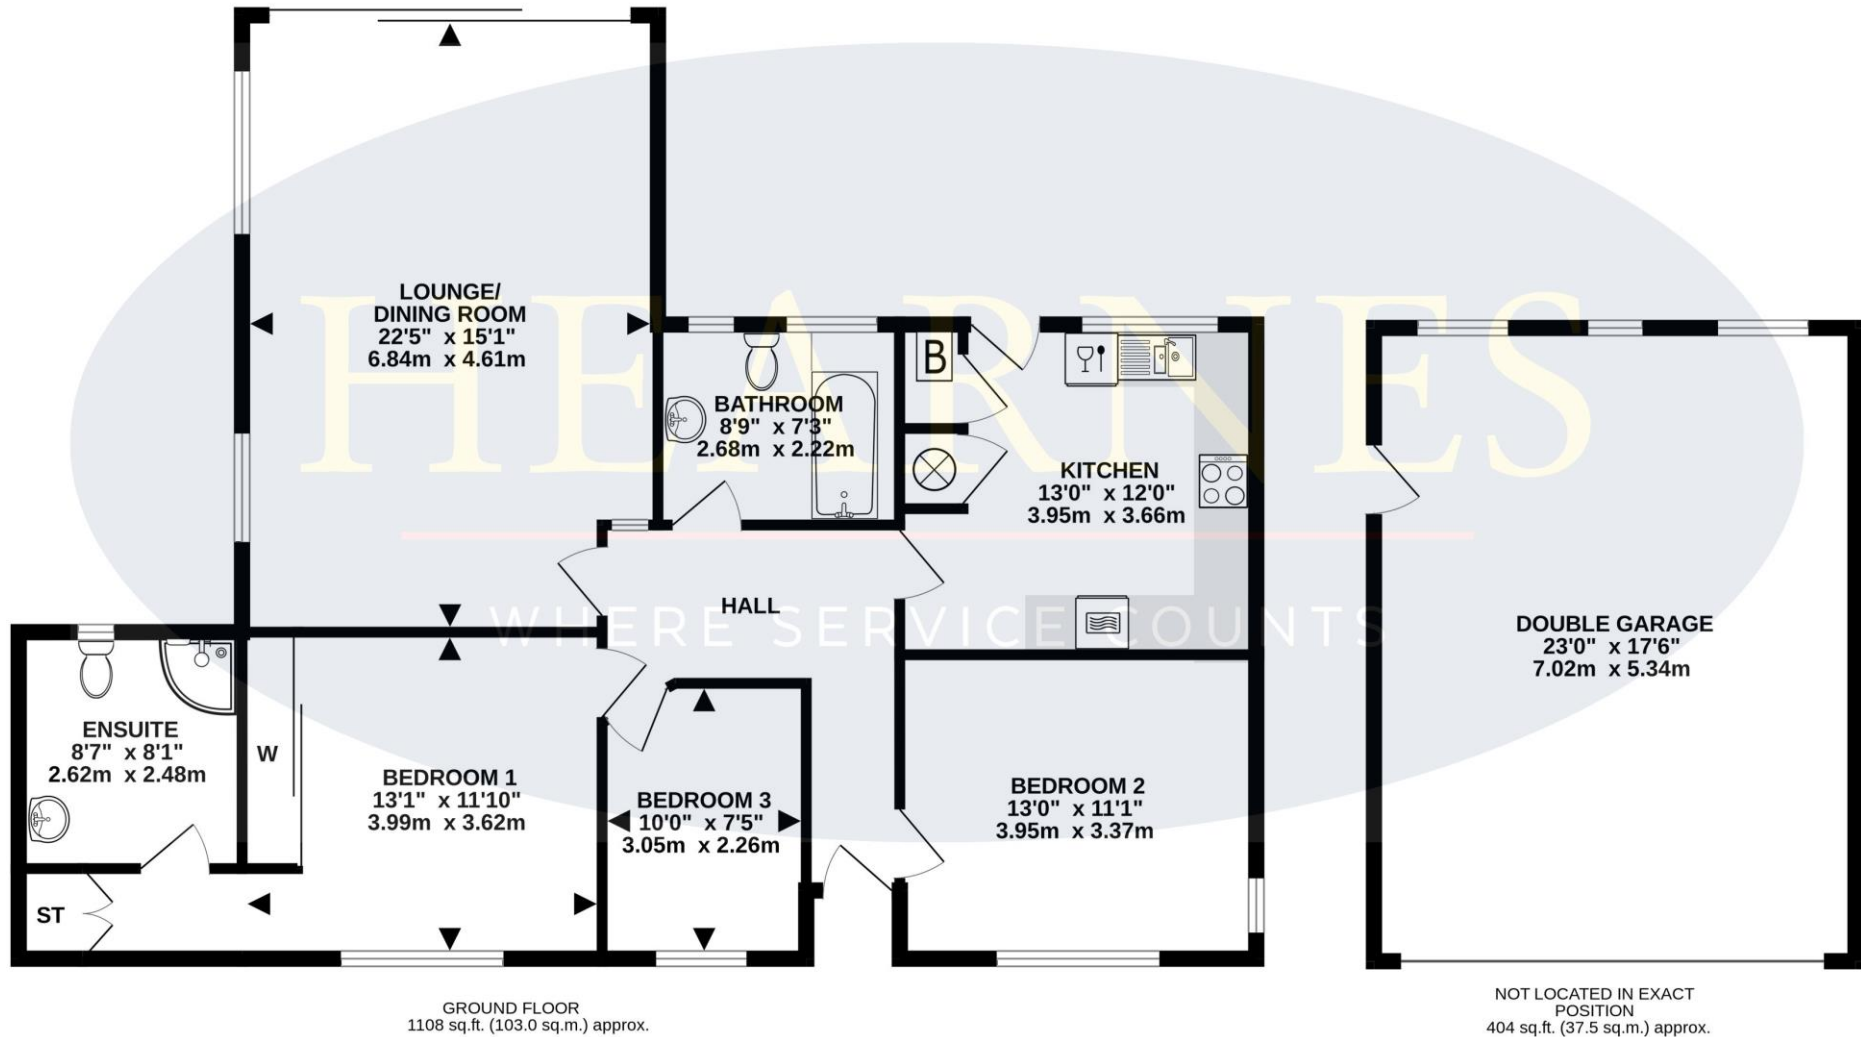 HEARNES
WHERE SERVICE COUNTS
LOUNGE/
DINING ROOM
22'5" x 15'1"
6.84m x 4.61m
BATHROOM
8'9" x 7'3"
2.68m x 2.22m
B
KITCHEN
13'0" x 12'0"
3.95m x 3.66m
HALL
ENSUITE
8'7" x 8'1"
2.62m x 2.48m
W
BEDROOM 1
13'1" x 11'10"
3.99m x 3.62m
BEDROOM 3
10'0" x 7'5"
3.05m x 2.26m
BEDROOM 2
13'0" x 11'1"
3.95m x 3.37m
ST
DOUBLE GARAGE
23'0" x 17'6"
7.02m x 5.34m
GROUND FLOOR
1108 sq.ft. (103.0 sq.m.) approx.
NOT LOCATED IN EXACT
POSITION
404 sq.ft. (37.5 sq.m.) approx.